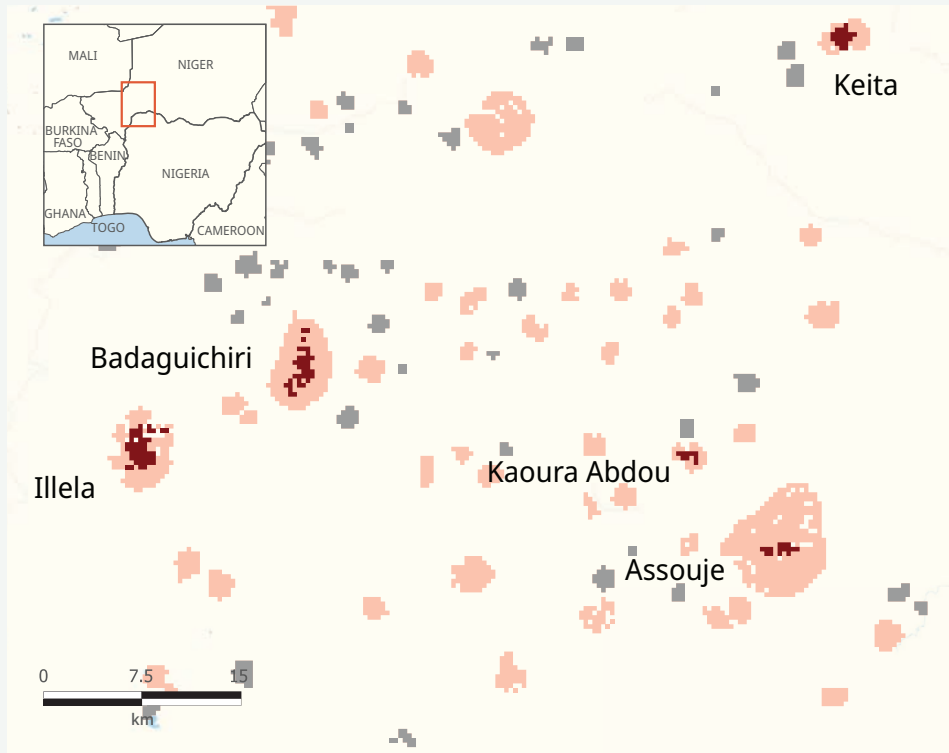 MALI
NIGER
BURKINA
FASO
BENIN
NIGERIA
GHANA
TOGO
CAMEROON
Keita
Badaguichiri
Illela
Kaoura Abdou
Assouje
0 7.5 15
km